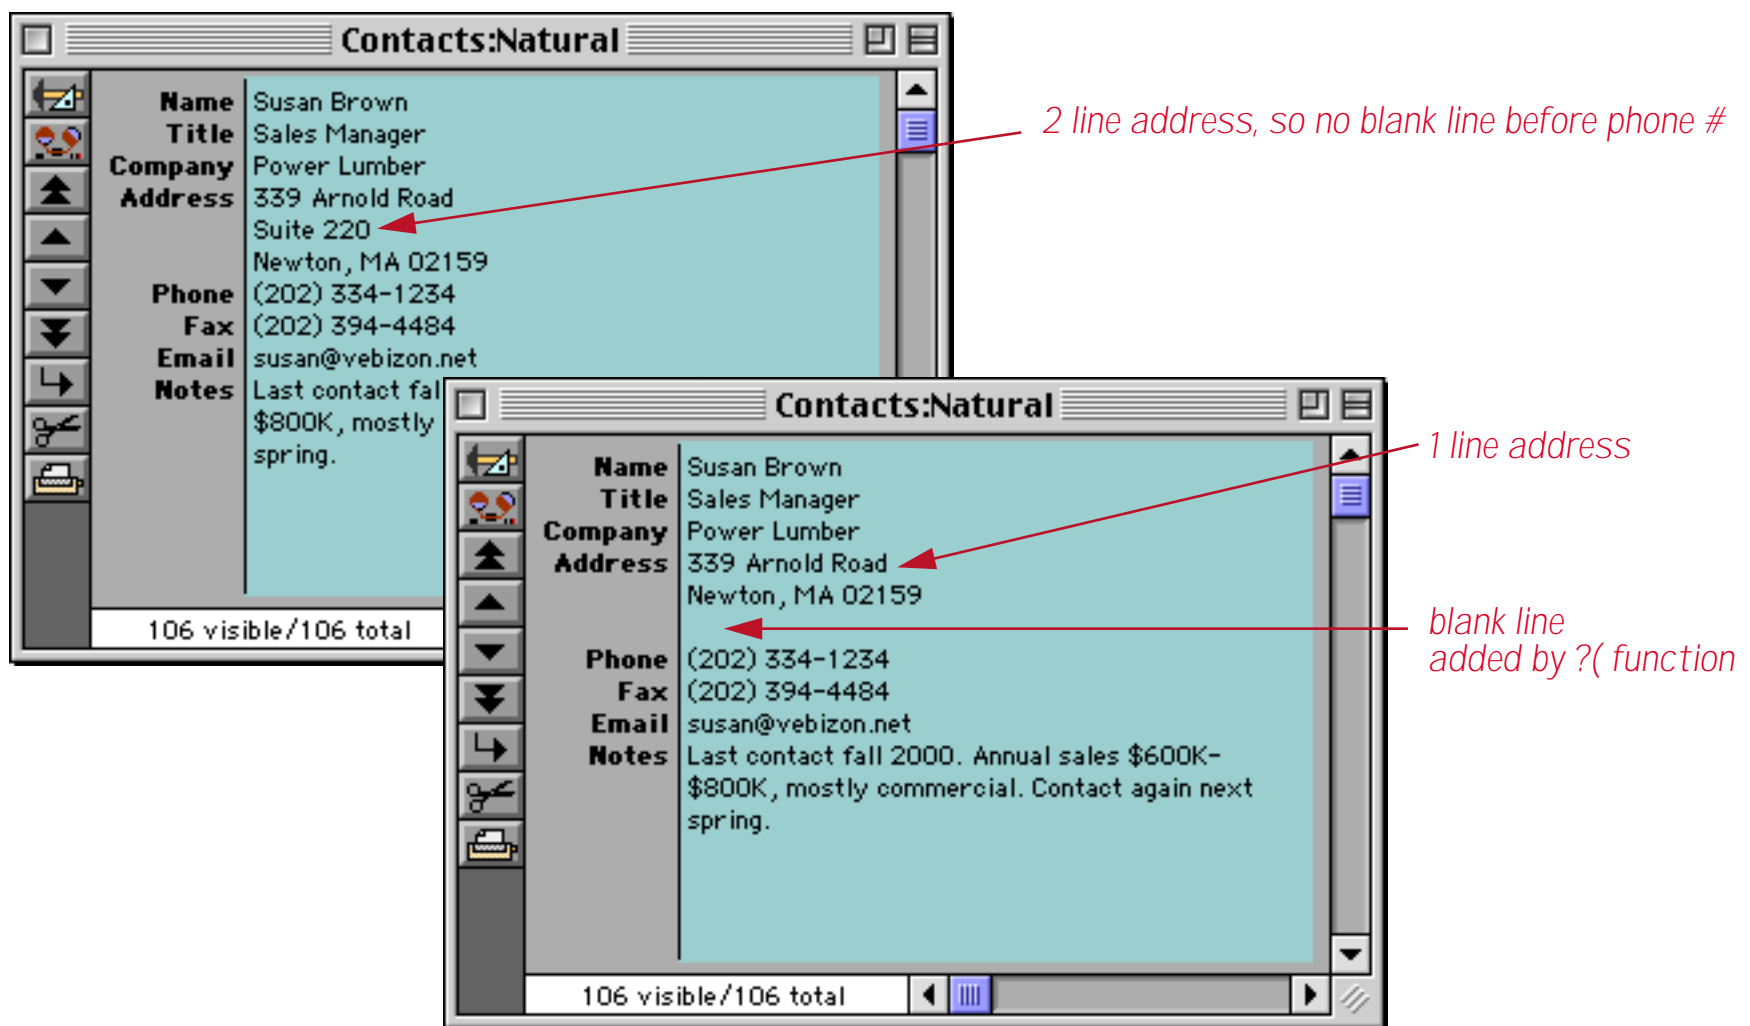 Contacts:Natural
Name Susan Brown
Title Sales Manager
Company Power Lumber
Address 339 Arnold Road
Suite 220
Newton, MA 02159
Phone (202) 334-1234
Fax (202) 394-4484
Email susan@vebizon.net
Notes Last contact fal
$800K, mostly
spring.
106 visible/106 total
2 line address, so no blank line before phone #
Contacts:Natural
Name Susan Brown
Title Sales Manager
Company Power Lumber
Address 339 Arnold Road
Newton, MA 02159
Phone (202) 334-1234
Fax (202) 394-4484
Email susan@vebizon.net
Notes Last contact fall 2000. Annual sales $600K-
$800K, mostly commercial. Contact again next
spring.
106 visible/106 total
1 line address
blank line
added by ?( function